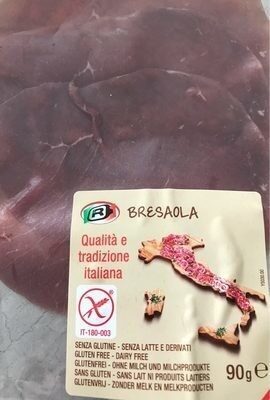 R BRESAOLA
Qualità e
tradizione
italiana
IT-180-003
SENZA GLUTINE - SENZA LATTE E DERIVATI
GLUTEN FREE - DAIRY FREE
GLUTENFREI - OHNE MILCH UND MILCHPRODUKTE
SANS GLUTEN - SANS LAIT NI PRODUITS LAITIERS
GLUTENVRIJ - ZONDER MELK EN MELKPRODUCTEN
90g e